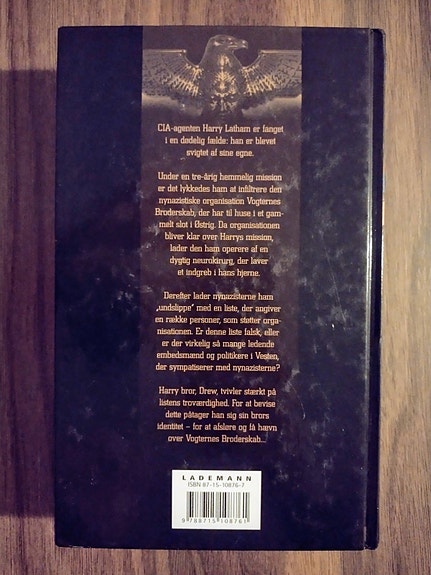 CIA-agenten Harry Latham er fanget
i en dødelig fælde: han er blevet
svigtet af sine egne.
Under en tre-årig hemmelig mission
er det lykkedes ham at infiltrere den
nynazistiske organisation Vogternes
Broderskab, der har til huse i et gam-
melt slot i Østrig. Da organisationen
bliver klar over Harrys mission,
lader den ham operere af en
dygtig neurokirurg, der laver
et indgreb i hans hjerne.
Derefter lader nynazisterne ham
„undslippe” med en liste, der angiver
en række personer, som støtter orga-
nisationen. Er denne liste falsk, eller
er der virkelig så mange ledende
embedsmænd og politikere i Vesten,
der sympatiserer med nynazisterne?
Harry bror, Drew, tvivler stærkt på
listens troværdighed. For at bevise
dette påtager han sig sin brors
identitet – for at afsløre og få hævn
over Vogternes Broderskab...
LADEMANN
ISBN 87-15-10876-7
9788715108761